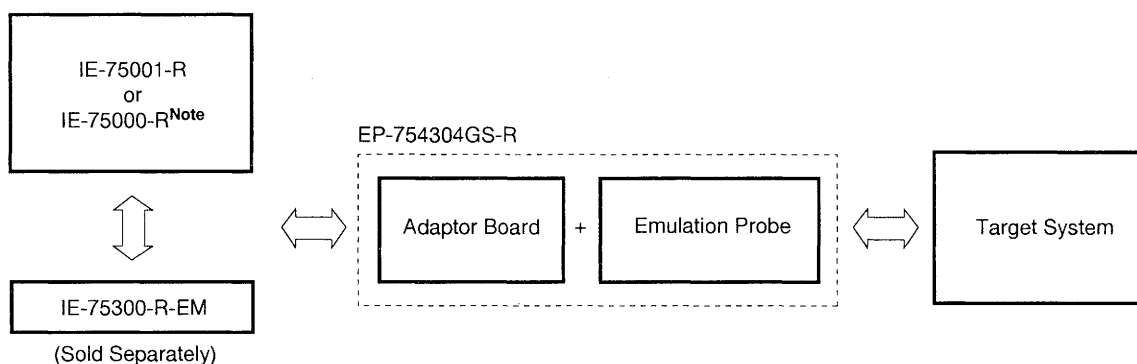 IE-75001-R
or
IE-75000-RNote
IE-75300-R-EM
(Sold Separately)
EP-754304GS-R
Adaptor Board
+
Emulation Probe
Target System